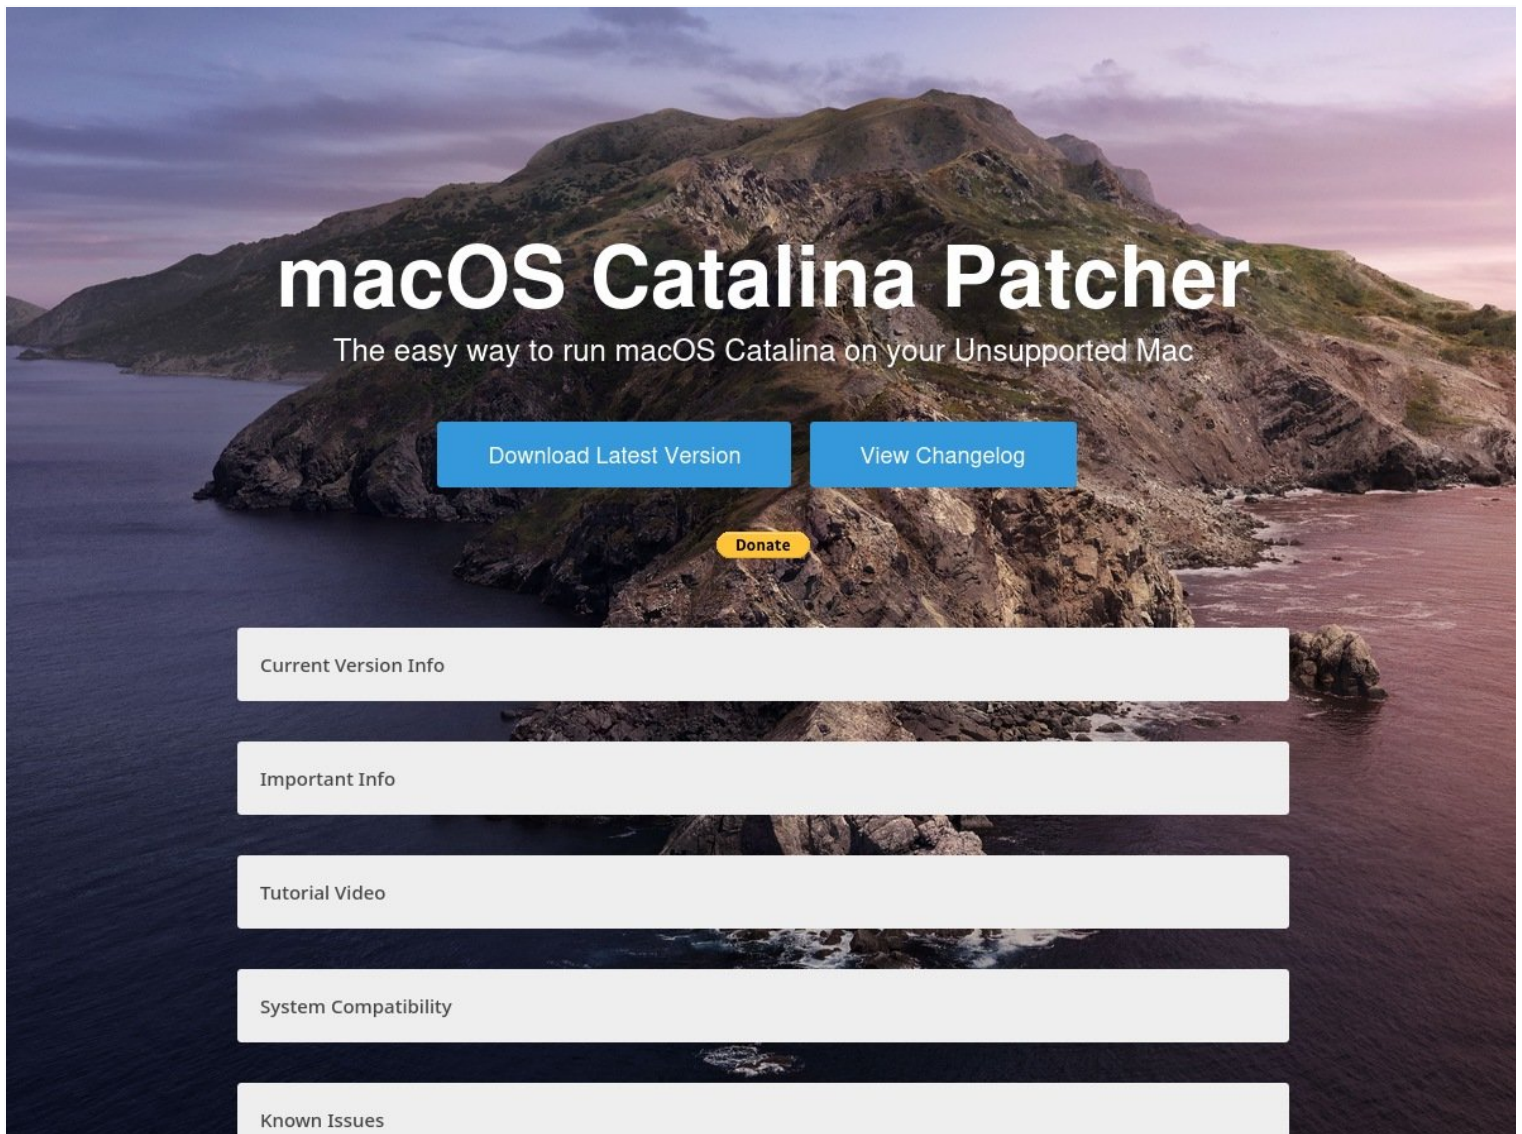 macOS Catalina Patcher
The easy way to run macOS Catalina on your Unsupported Mac
Download Latest Version
View Changelog
Donate
Current Version Info
Important Info
Tutorial Video
System Compatibility
Known Issues